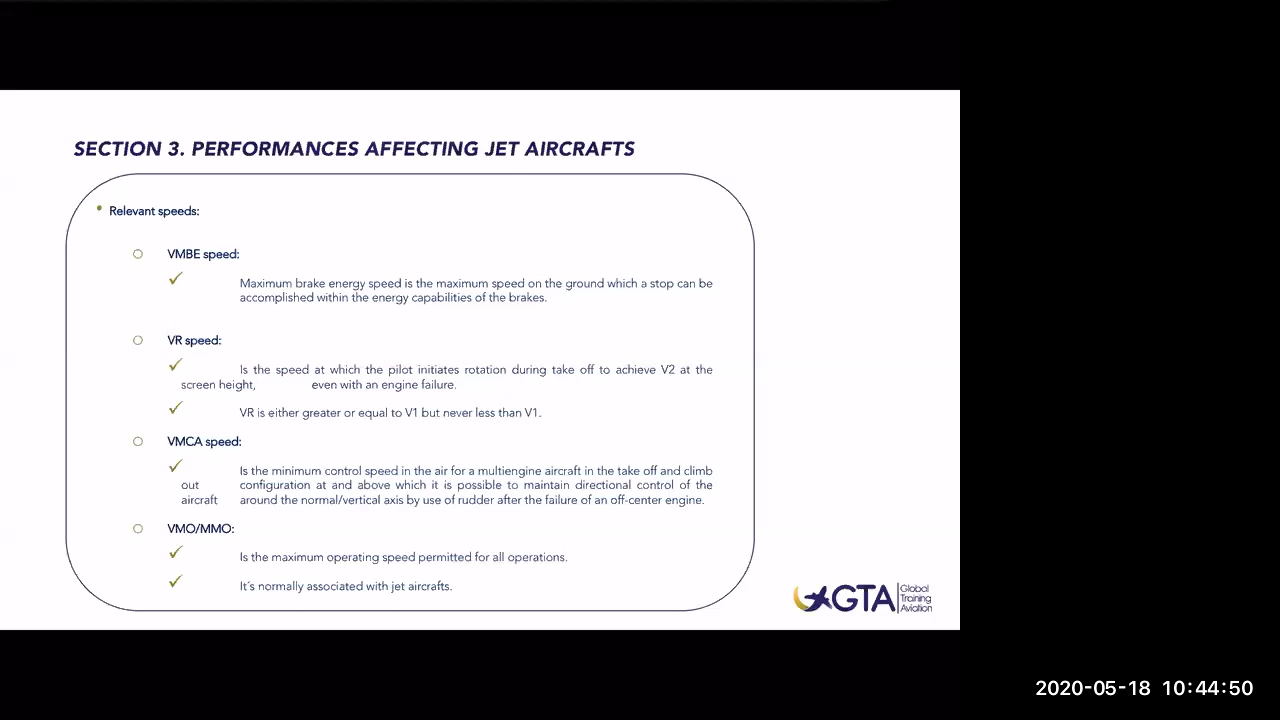 SECTION 3. PERFORMANCES AFFECTING JET AIRCRAFTS
Relevant speeds:
VMBE speed:
Maximum brake energy speed is the maximum speed on the ground which a stop can be
accomplished within the energy capabilities of the brakes.
VR speed:
Is the speed at which the pilot initiates rotation during take off to achieve V2 at the
screen height, even with an engine failure.
VR is either greater or equal to V1 but never less than V1.
VMCA speed:
Is the minimum control speed in the air for a multiengine aircraft in the take off and climb
out configuration at and above which it is possible to maintain directional control of the
aircraft around the normal/vertical axis by use of rudder after the failure of an off-center engine.
VMO/MMO:
Is the maximum operating speed permitted for all operations.
It´s normally associated with jet aircrafts.
GTA
Global
Training
Aviation
2020-05-18 10:44:50